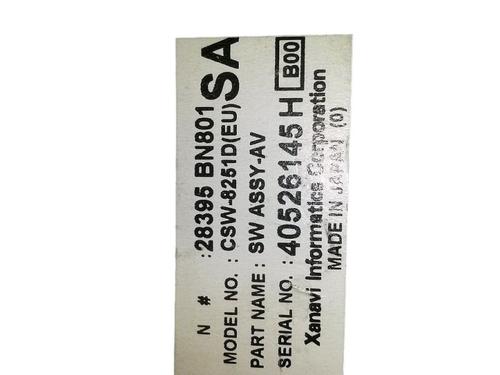 N # : 28395 BN801 SA
MODEL NO. : CSW-8251D(EU)
PART NAME : SW ASSY-AV
SERIAL NO. : 40526145 H B00
Xanavi Informatics Corporation
MADE IN JAPAN (0)